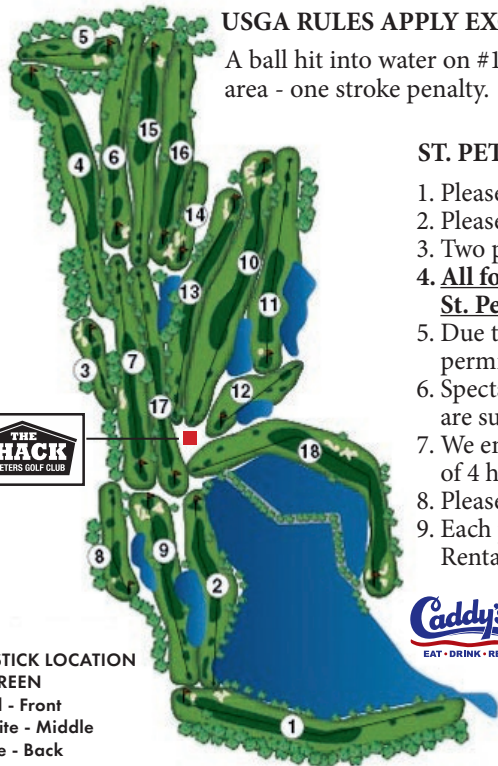 USGA RULES APPLY EX
A ball hit into water on #1
area - one stroke penalty.
ST. PET
1. Please
2. Please
3. Two p
4. All fo
St. Pe
5. Due t
permi
6. Specta
are su
7. We en
of 4 h
8. Please
9. Each
Renta
5
4
6
15
16
14
10
13
11
3
7
12
17
18
8
9
2
1
THE
HACK
ETERS GOLF CLUB
Caddy's
EAT • DRINK • RE
STICK LOCATION
REEN
l - Front
ite - Middle
e - Back